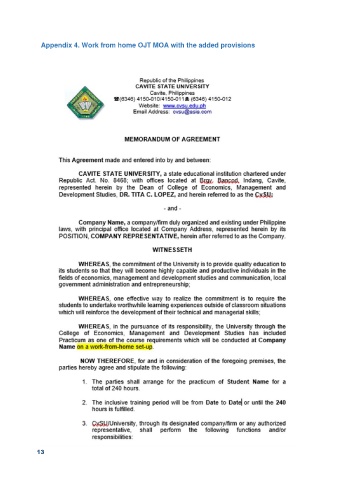 Appendix 4. Work from home OJT MOA with the added provisions
Republic of the Philippines
CAVITE STATE UNIVERSITY
Cavite, Philippines
☎(6346) 4150-010/4150-011 (6346) 4150-012
Website: www.cvsu.edu.ph
Email Address: cvsu@asia.com
MEMORANDUM OF AGREEMENT
This Agreement made and entered into by and between:
CAVITE STATE UNIVERSITY, a state educational institution chartered under
Republic Act. No. 8468; with offices located at Brgy. Bancod, Indang, Cavite,
represented herein by the Dean of College of Economics, Management and
Development Studies, DR. TITA C. LOPEZ, and herein referred to as the CvSU;
- and -
Company Name, a company/firm duly organized and existing under Philippine
laws, with principal office located at Company Address, represented herein by its
POSITION, COMPANY REPRESENTATIVE, herein after referred to as the Company.
WITNESSETH
WHEREAS, the commitment of the University is to provide quality education to
its students so that they will become highly capable and productive individuals in the
fields of economics, management and development studies and communication, local
government administration and entrepreneurship;
WHEREAS, one effective way to realize the commitment is to require the
students to undertake worthwhile learning experiences outside of classroom situations
which will reinforce the development of their technical and managerial skills;
WHEREAS, in the pursuance of its responsibility, the University through the
College of Economics, Management and Development Studies has included
Practicum as one of the course requirements which will be conducted at Company
Name on a work-from-home set-up.
NOW THEREFORE, for and in consideration of the foregoing premises, the
parties hereby agree and stipulate the following:
1. The parties shall arrange for the practicum of Student Name for a
total of 240 hours.
2. The inclusive training period will be from Date to Date or until the 240
hours is fulfilled.
3. CvSU/University, through its designated company/firm or any authorized
representative, shall perform the following functions and/or
responsibilities:
13